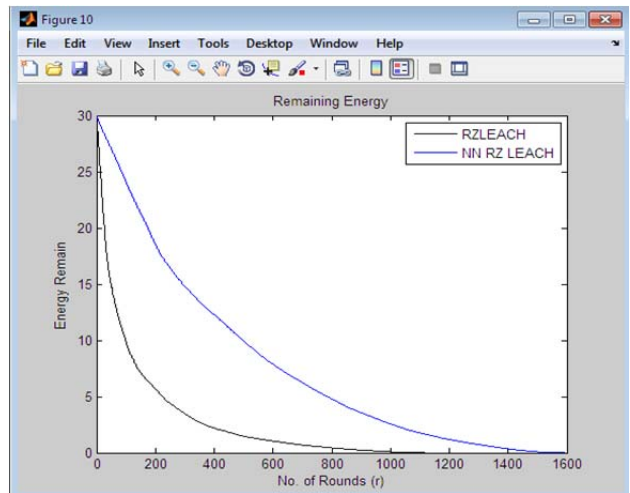 Figure 10
File Edit View Insert Tools Desktop Window Help
Remaining Energy
RZLEACH
NN RZ LEACH
Energy Remain
30
25
20
15
10
5
0
0 200 400 600 800 1000 1200 1400 1600
No. of Rounds (r)